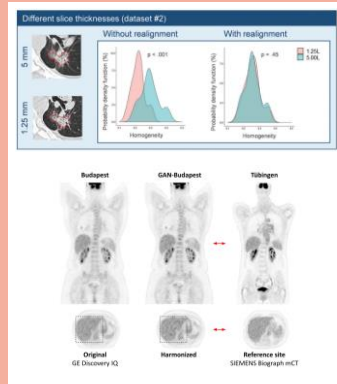 Different slice thicknesses (dataset #2)
Without realignment
With realignment
5 mm
1.25 mm
Probability density function (%)
p < .001
Homogeneity
Probability density function (%)
p = .49
1.25L
5.00L
Homogeneity
Budapest
GAN-Budapest
Tübingen
Original
GE Discovery IQ
Harmonized
Reference site
SIEMENS Biograph mCT